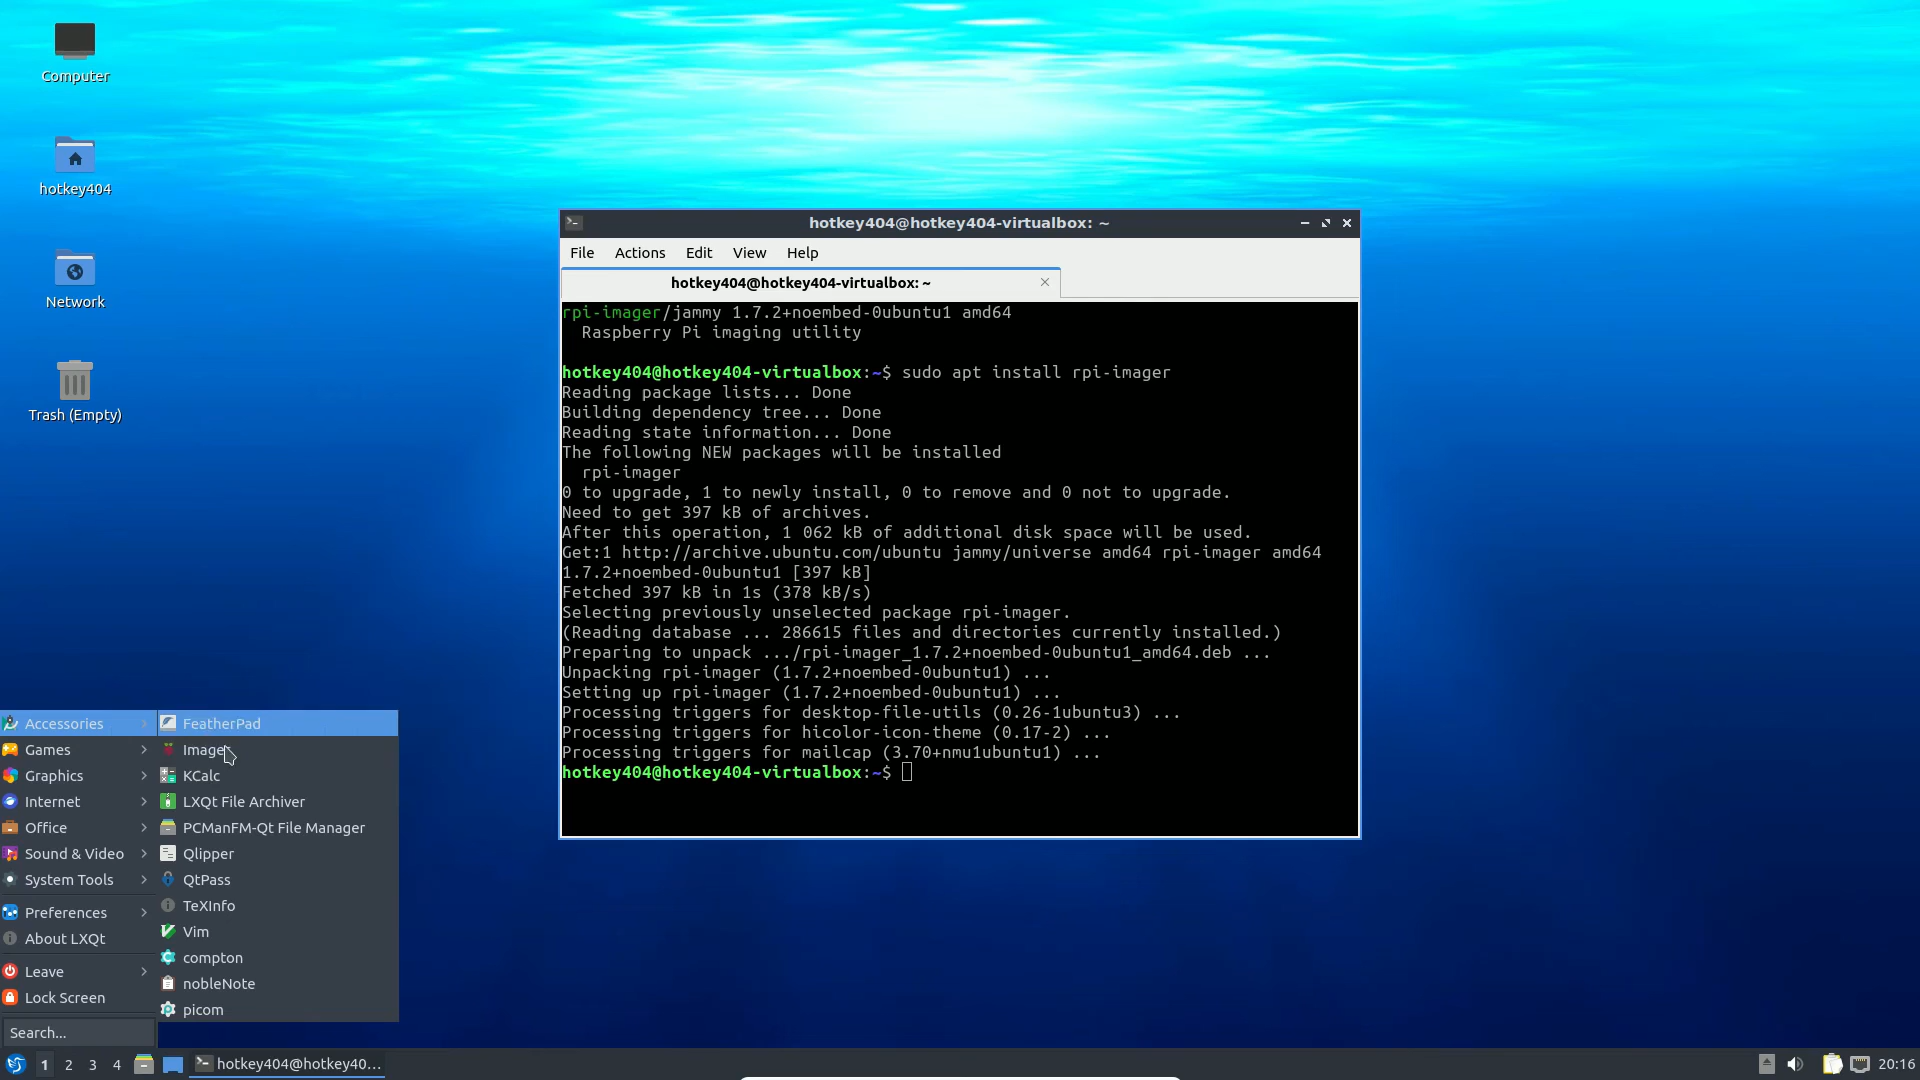 Computer
hotkey404
Network
Trash (Empty)
hotkey404@hotkey404-virtualbox: ~
File Actions Edit View Help
hotkey404@hotkey404-virtualbox: ~
rpi-imager/jammy 1.7.2+noembed-0ubuntu1 amd64
Raspberry Pi imaging utility
hotkey404@hotkey404-virtualbox:~$ sudo apt install rpi-imager
Reading package lists... Done
Building dependency tree... Done
Reading state information... Done
The following NEW packages will be installed
rpi-imager
0 to upgrade, 1 to newly install, 0 to remove and 0 not to upgrade.
Need to get 397 kB of archives.
After this operation, 1 062 kB of additional disk space will be used.
Get:1 http://archive.ubuntu.com/ubuntu jammy/universe amd64 rpi-imager amd64
1.7.2+noembed-0ubuntu1 [397 kB]
Fetched 397 kB in 1s (378 kB/s)
Selecting previously unselected package rpi-imager.
(Reading database ... 286615 files and directories currently installed.)
Preparing to unpack .../rpi-imager_1.7.2+noembed-0ubuntu1_amd64.deb ...
Unpacking rpi-imager (1.7.2+noembed-0ubuntu1) ...
Setting up rpi-imager (1.7.2+noembed-0ubuntu1) ...
Processing triggers for desktop-file-utils (0.26-1ubuntu3) ...
Processing triggers for hicolor-icon-theme (0.17-2) ...
Processing triggers for mailcap (3.70+nmu1ubuntu1) ...
hotkey404@hotkey404-virtualbox:~$
Accessories
Games
Graphics
Internet
Office
Sound & Video
System Tools
Preferences
About LXQt
Leave
Lock Screen
Search...
FeatherPad
Imager
KCalc
LXQt File Archiver
PCManFM-Qt File Manager
Qlipper
QtPass
TeXInfo
Vim
compton
nobleNote
picom
1 2 3 4 hotkey404@hotkey40... 20:16